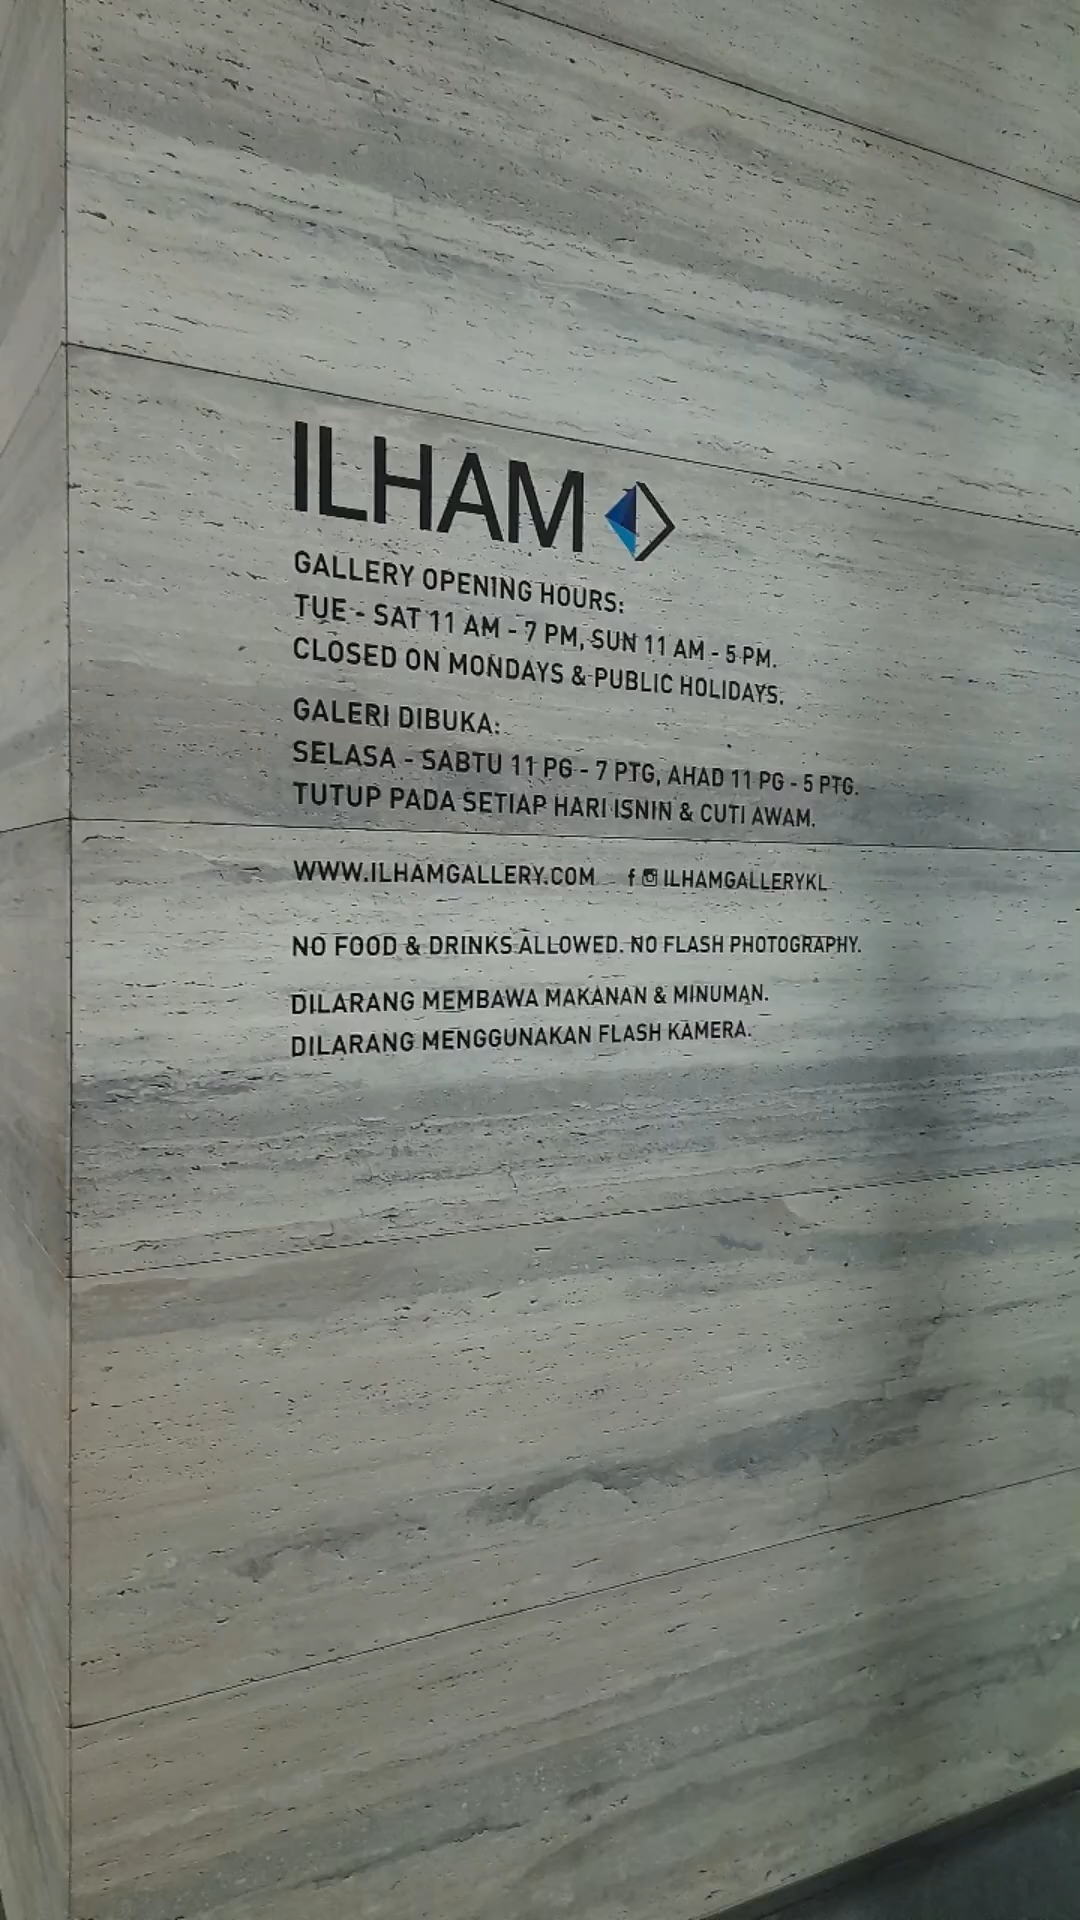 ILHAM
GALLERY OPENING HOURS:
TUE - SAT 11 AM - 7 PM, SUN 11 AM - 5 PM.
CLOSED ON MONDAYS & PUBLIC HOLIDAYS.
GALERI DIBUKA:
SELASA - SABTU 11 PG - 7 PTG, AHAD 11 PG - 5 PTG.
TUTUP PADA SETIAP HARI ISNIN & CUTI AWAM.
WWW.ILHAMGALLERY.COM f ILHAMGALLERYKL
NO FOOD & DRINKS ALLOWED. NO FLASH PHOTOGRAPHY.
DILARANG MEMBAWA MAKANAN & MINUMAN.
DILARANG MENGGUNAKAN FLASH KAMERA.